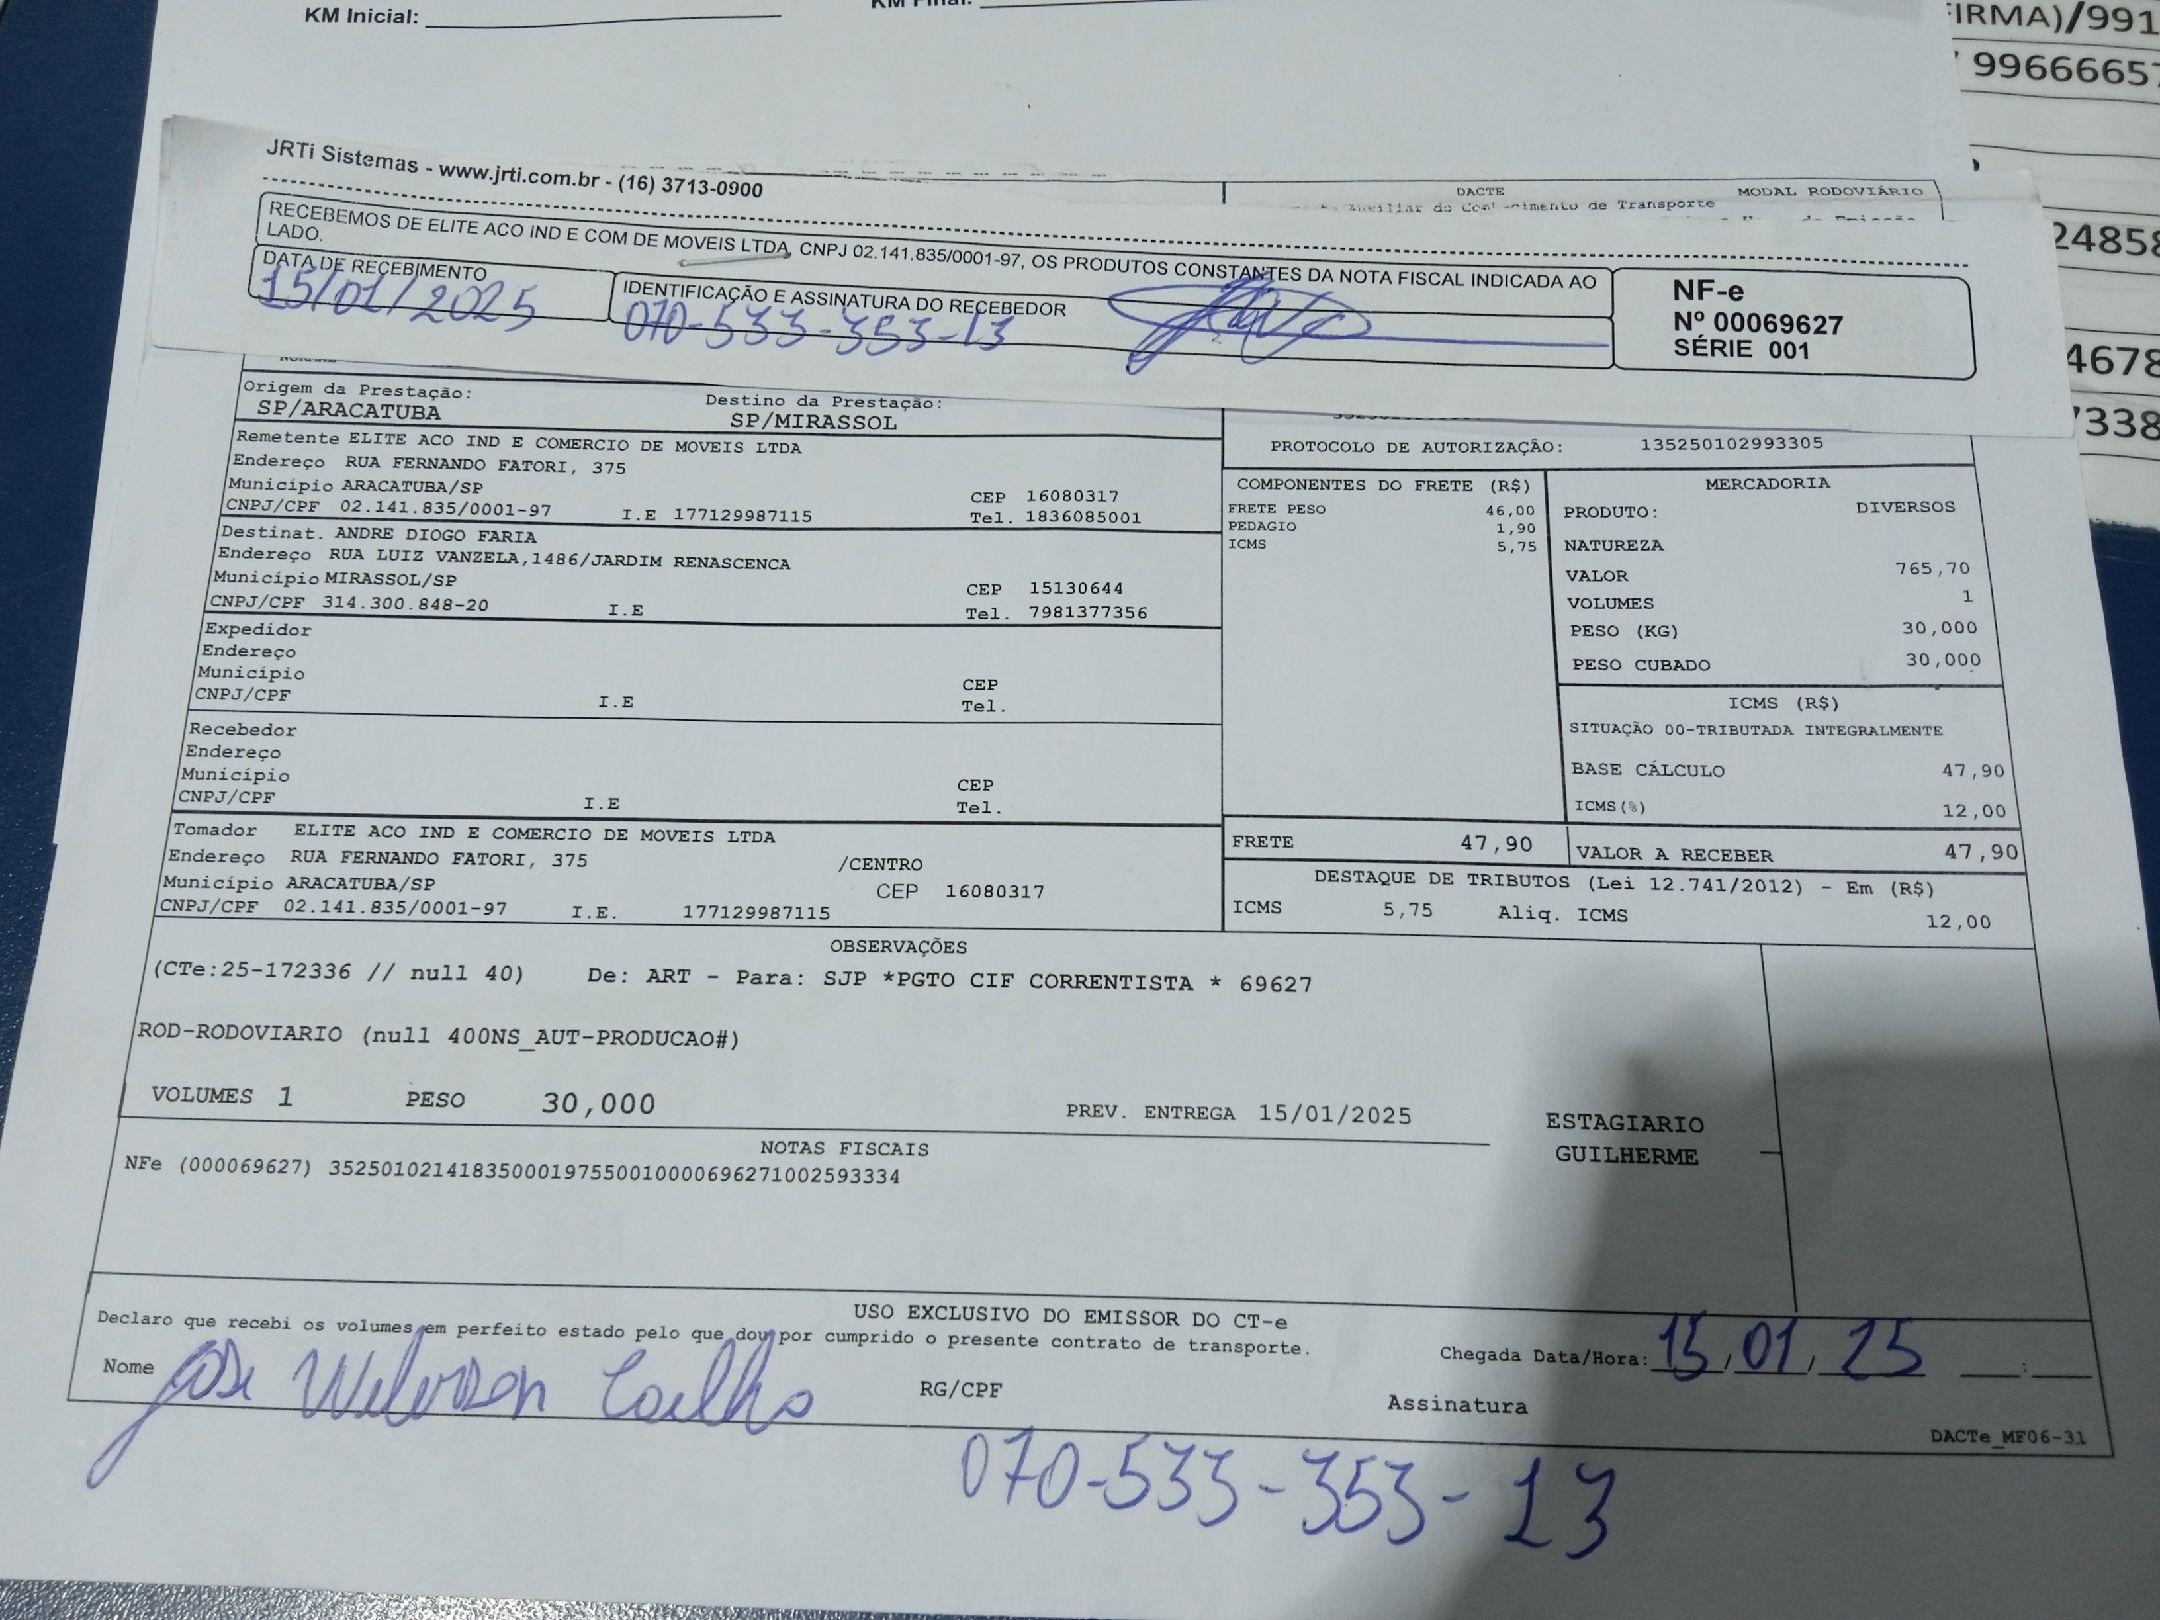 KM Inicial:
KM Final:
FIRMA)/991
99666657
24858
4678
7338
JRTi Sistemas - www.jrti.com.br - (16) 3713-0900
DACTE MODAL RODOVIÁRIO
de Transporte
RECEBEMOS DE ELITE ACO IND E COM DE MOVEIS LTDA, CNPJ 02.141.835/0001-97, OS PRODUTOS CONSTANTES DA NOTA FISCAL INDICADA AO
LADO.
DATA DE RECEBIMENTO
15/01/2025
IDENTIFICAÇÃO E ASSINATURA DO RECEBEDOR
070-533-353-13
NF-e
Nº 00069627
SÉRIE 001
Origem da Prestação:
SP/ARACATUBA
Destino da Prestação:
SP/MIRASSOL
Remetente ELITE ACO IND E COMERCIO DE MOVEIS LTDA
Endereço RUA FERNANDO FATORI, 375
Município ARACATUBA/SP CEP 16080317
CNPJ/CPF 02.141.835/0001-97 I.E 177129987115 Tel. 1836085001
Destinat. ANDRE DIOGO FARIA
Endereço RUA LUIZ VANZELA,1486/JARDIM RENASCENCA
Município MIRASSOL/SP CEP 15130644
CNPJ/CPF 314.300.848-20 I.E Tel. 7981377356
Expedidor
Endereço
Município CEP
CNPJ/CPF I.E Tel.
Recebedor
Endereço
Município CEP
CNPJ/CPF I.E Tel.
Tomador ELITE ACO IND E COMERCIO DE MOVEIS LTDA
Endereço RUA FERNANDO FATORI, 375 /CENTRO
Município ARACATUBA/SP CEP 16080317
CNPJ/CPF 02.141.835/0001-97 I.E. 177129987115
PROTOCOLO DE AUTORIZAÇÃO: 135250102993305
COMPONENTES DO FRETE (R$)
FRETE PESO 46,00
PEDAGIO 1,90
ICMS 5,75
MERCADORIA
PRODUTO: DIVERSOS
NATUREZA
VALOR 765,70
VOLUMES 1
PESO (KG) 30,000
PESO CUBADO 30,000
ICMS (R$)
SITUAÇÃO 00-TRIBUTADA INTEGRALMENTE
BASE CÁLCULO 47,90
ICMS(%) 12,00
FRETE 47,90 VALOR A RECEBER 47,90
DESTAQUE DE TRIBUTOS (Lei 12.741/2012) - Em (R$)
ICMS 5,75 Aliq. ICMS 12,00
OBSERVAÇÕES
(CTe:25-172336 // null 40) De: ART - Para: SJP *PGTO CIF CORRENTISTA * 69627
ROD-RODOVIARIO (null 400NS_AUT-PRODUCAO#)
VOLUMES 1 PESO 30,000 PREV. ENTREGA 15/01/2025
ESTAGIARIO
GUILHERME
NOTAS FISCAIS
NFe (000069627) 35250102141835000197550010000696271002593334
USO EXCLUSIVO DO EMISSOR DO CT-e
Declaro que recebi os volumes em perfeito estado pelo que dou por cumprido o presente contrato de transporte.
Chegada Data/Hora: 15/01/25 :
Nome Jose Welerson Coelho RG/CPF Assinatura
070-533-353-13
DACTe_MF06-31